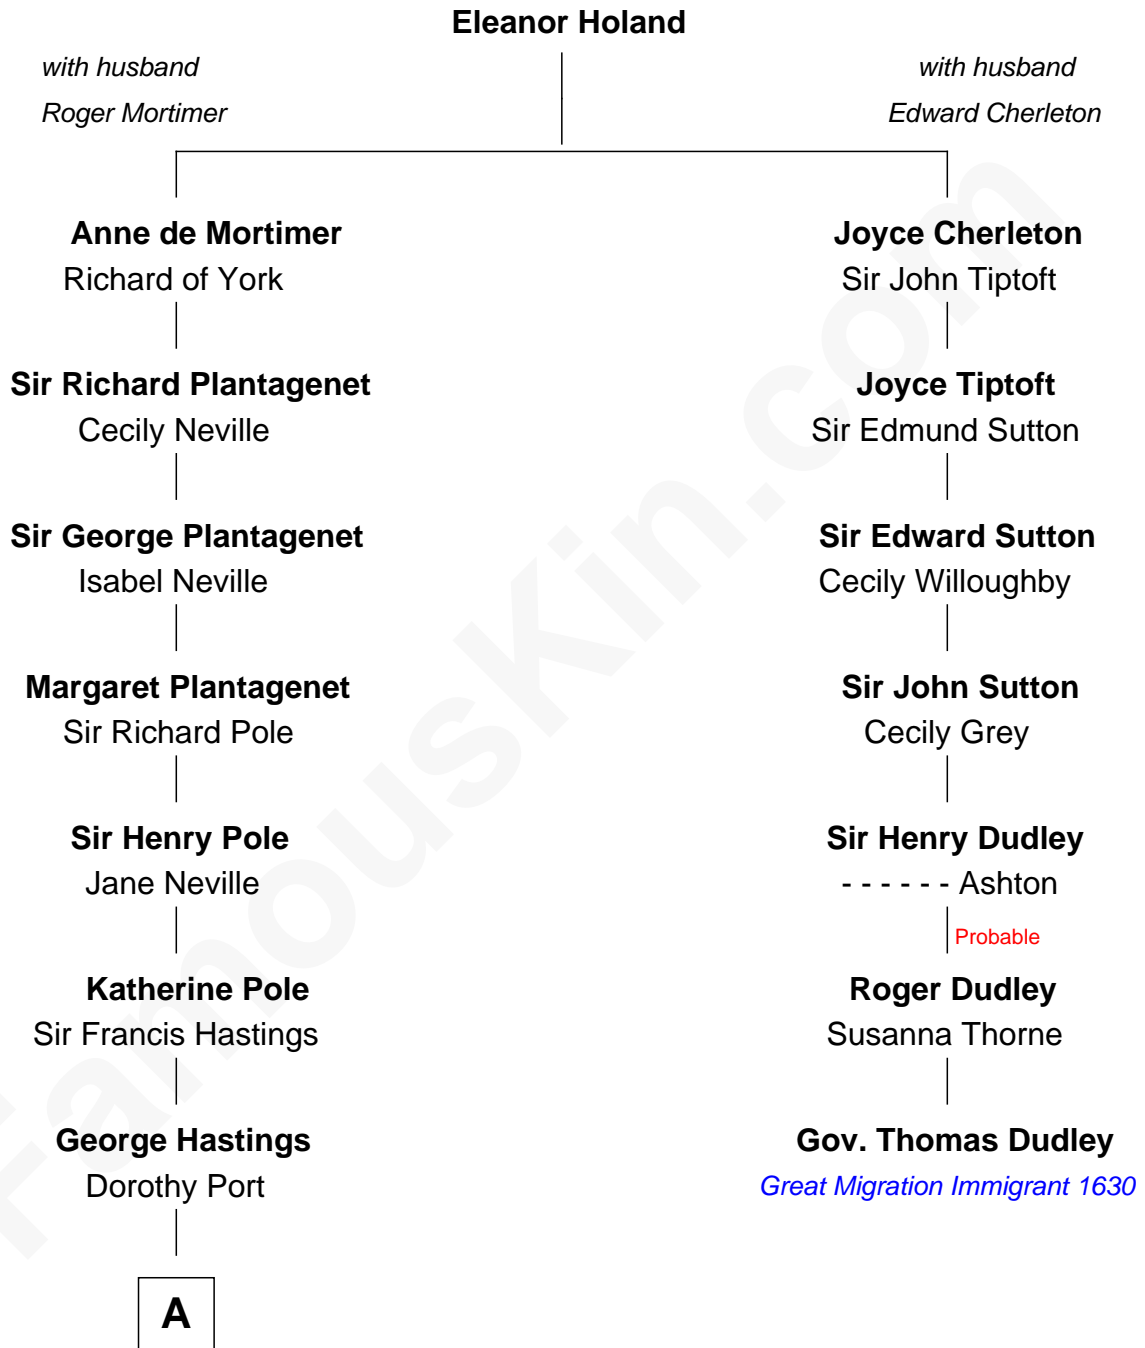 Eleanor Holand
with husband
Roger Mortimer
with husband
Edward Cherleton
Anne de Mortimer
Richard of York
Joyce Cherleton
Sir John Tiptoft
Sir Richard Plantagenet
Cecily Neville
Joyce Tiptoft
Sir Edmund Sutton
Sir George Plantagenet
Isabel Neville
Sir Edward Sutton
Cecily Willoughby
Margaret Plantagenet
Sir Richard Pole
Sir John Sutton
Cecily Grey
Sir Henry Pole
Jane Neville
Sir Henry Dudley
- - - - - - Ashton
Probable
Katherine Pole
Sir Francis Hastings
Roger Dudley
Susanna Thorne
George Hastings
Dorothy Port
Gov. Thomas Dudley
Great Migration Immigrant 1630
A
FamousKin.com